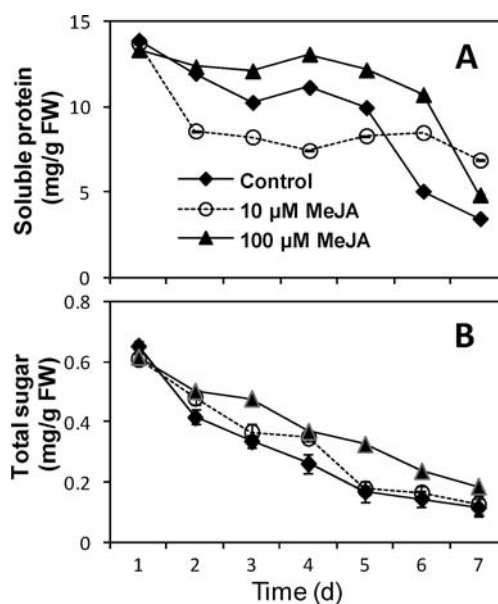 15
10
5
0
Soluble protein
(mg/g FW)
A
Control
10 µM MeJA
100 µM MeJA
0.8
0.6
0.4
0.2
0
Total sugar
(mg/g FW)
B
1 2 3 4 5 6 7
Time (d)